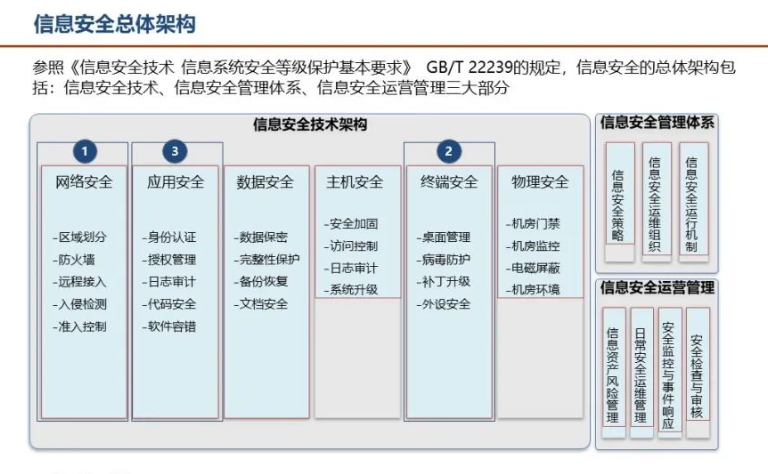 信息安全总体架构
参照《信息安全技术 信息系统安全等级保护基本要求》 GB/T 22239的规定，信息安全的总体架构包
括：信息安全技术、信息安全管理体系、信息安全运营管理三大部分
信息安全技术架构
1
网络安全
-区域划分
-防火墙
-远程接入
-入侵检测
-准入控制
3
应用安全
-身份认证
-授权管理
-日志审计
-代码安全
-软件容错
数据安全
-数据保密
-完整性保护
-备份恢复
-文档安全
主机安全
-安全加固
-访问控制
-日志审计
-系统升级
2
终端安全
-桌面管理
-病毒防护
-补丁升级
-外设安全
物理安全
-机房门禁
-机房监控
-电磁屏蔽
-机房环境
信息安全管理体系
信息安全策略
信息安全运维组织
信息安全运行机制
信息安全运营管理
信息资产风险管理
日常安全运维管理
安全监控与事件响应
安全检查与审核